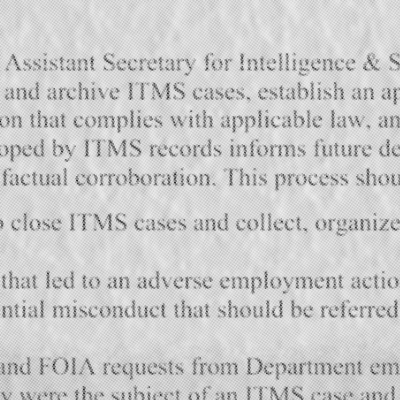 Assistant Secretary for Intelligence & S
and archive ITMS cases, establish an ap
on that complies with applicable law, an
oped by ITMS records informs future de
factual corroboration. This process shou
close ITMS cases and collect, organize
that led to an adverse employment actio
ntial misconduct that should be referred
and FOIA requests from Department em
y were the subject of an ITMS case and